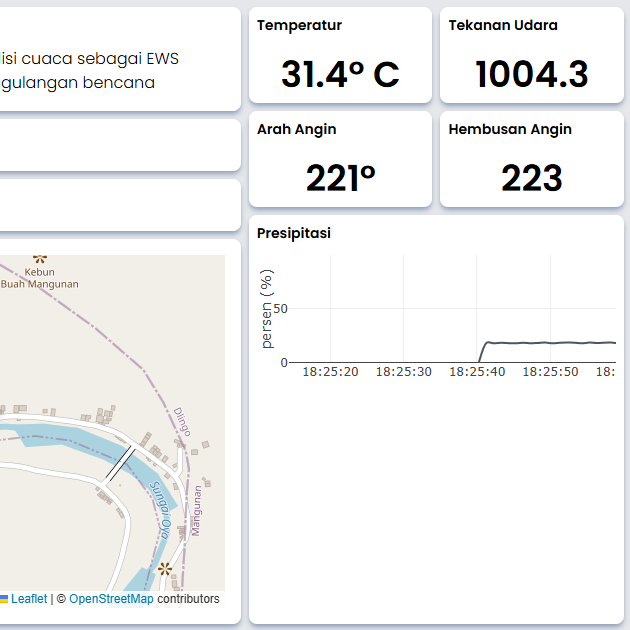 isi cuaca sebagai EWS
gulangan bencana
Temperatur
31.4° C
Tekanan Udara
1004.3
Arah Angin
221°
Hembusan Angin
223
Presipitasi
persen (%)
50
0
18:25:20
18:25:30
18:25:40
18:25:50
18:
Kebun
Buah Mangunan
Dlingo
Mangunan
Sungai Oya
Leaflet | © OpenStreetMap contributors